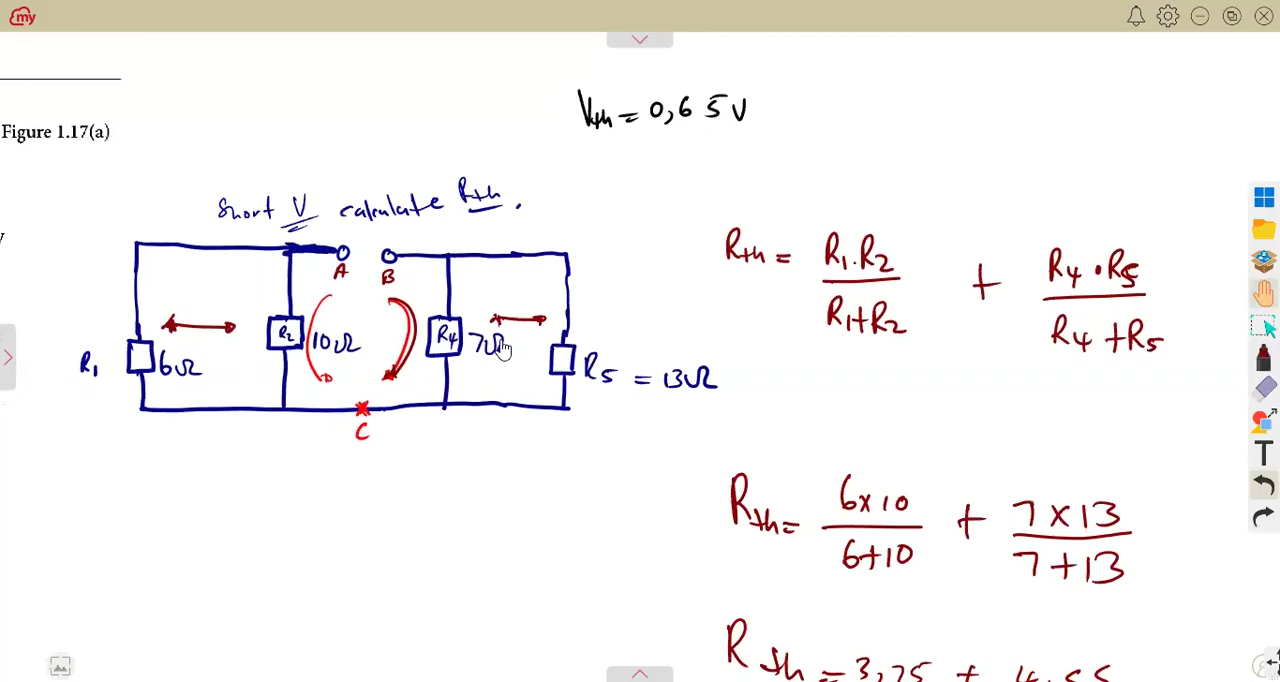 my
Figure 1.17(a)
Vth = 0,65 V
Short V calculate Rth.
A B
R1 6Ω R2 10Ω R4 7Ω R5 = 13Ω
C
Rth = R1.R2 / R1+R2 + R4.R5 / R4+R5
Rth = 6x10 / 6+10 + 7x13 / 7+13
Rth = 3,75 + 4,55
T